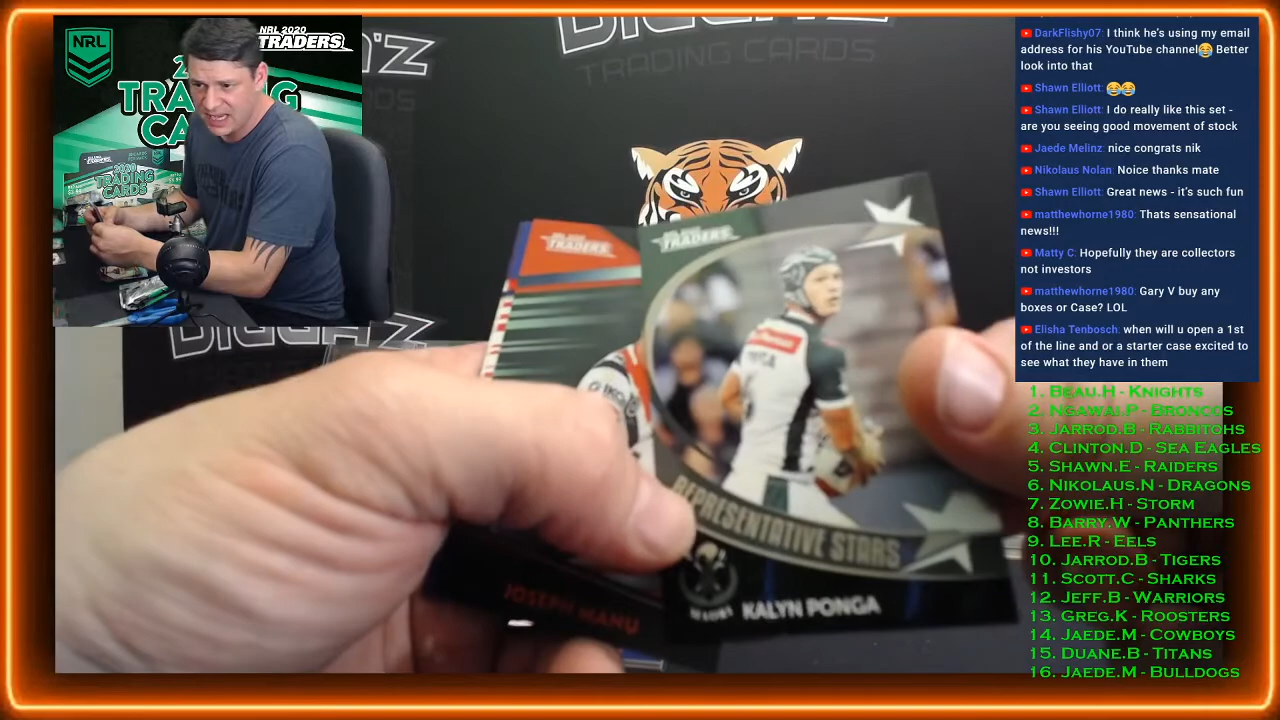 NRL
NRL 2020
TRADERS
2020
TRADING CARDS
TRADING CARDS
DarkFlishy07: I think he's using my email
address for his YouTube channel😂 Better
look into that
Shawn Elliott: 😂😂
Shawn Elliott: I do really like this set -
are you seeing good movement of stock
Jaede Melinz: nice congrats nik
Nikolaus Nolan: Noice thanks mate
Shawn Elliott: Great news - it's such fun
matthewhorne1980: Thats sensational
news!!!
Matty C: Hopefully they are collectors
not investors
matthewhorne1980: Gary V buy any
boxes or Case? LOL
Elisha Tenbosch: when will u open a 1st
of the line and or a starter case excited to
see what they have in them
1. Beau.H - Knights
2. Ngawai.P - Broncos
3. Jarrod.B - Rabbitohs
4. Clinton.D - Sea Eagles
5. Shawn.E - Raiders
6. Nikolaus.N - Dragons
7. Zowie.H - Storm
8. Barry.W - Panthers
9. Lee.R - Eels
10. Jarrod.B - Tigers
11. Scott.C - Sharks
12. Jeff.B - Warriors
13. Greg.K - Roosters
14. Jaede.M - Cowboys
15. Duane.B - Titans
16. Jaede.M - Bulldogs
NRL 2020
TRADERS
NRL 2020
TRADERS
PONGA
REPRESENTATIVE STARS
MAORI
KALYN PONGA
JOSEPH MANU
BIGGAZ